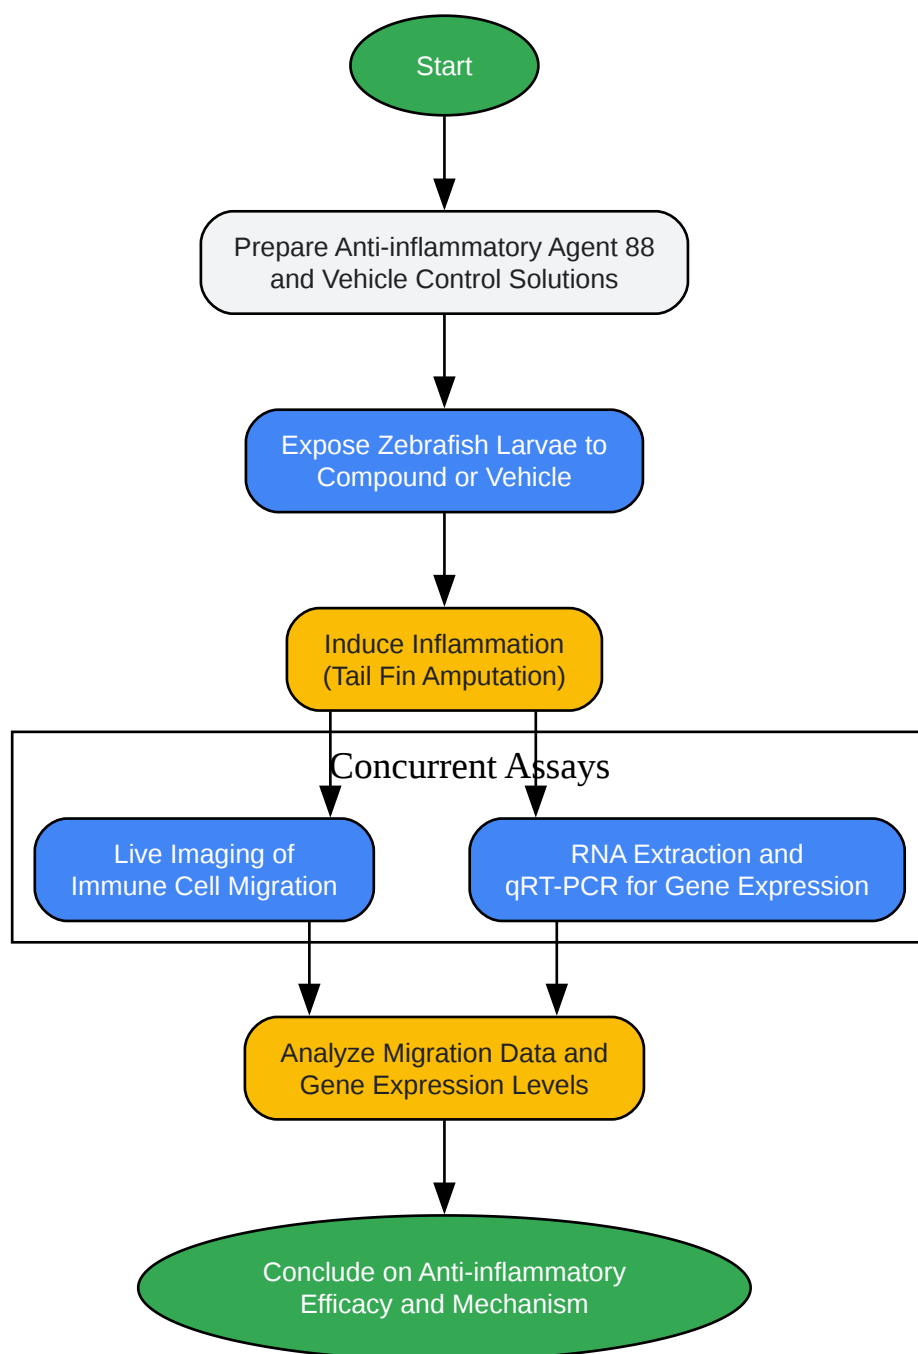 Start
Prepare Anti-inflammatory Agent 88
and Vehicle Control Solutions
Expose Zebrafish Larvae to
Compound or Vehicle
Induce Inflammation
(Tail Fin Amputation)
Concurrent Assays
Live Imaging of
Immune Cell Migration
RNA Extraction and
qRT-PCR for Gene Expression
Analyze Migration Data and
Gene Expression Levels
Conclude on Anti-inflammatory
Efficacy and Mechanism